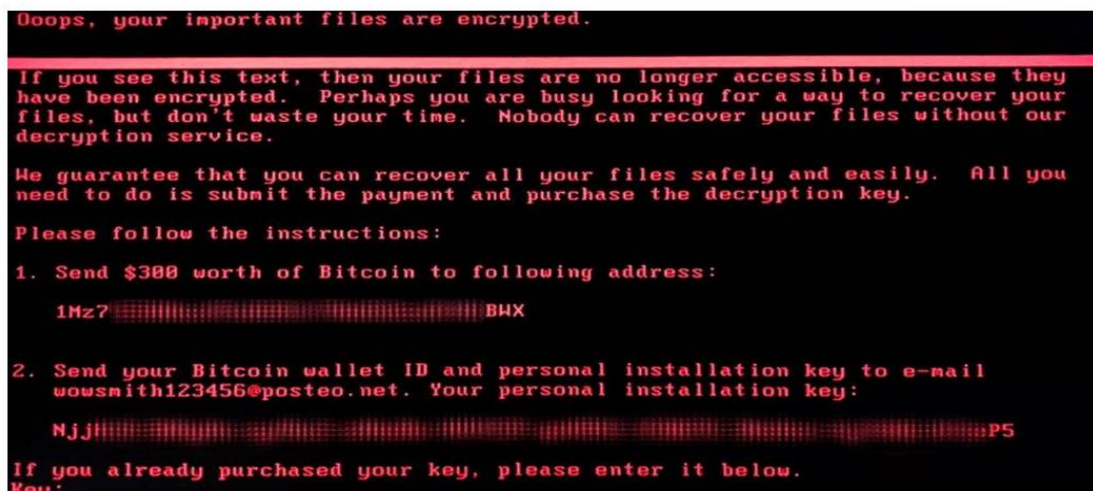 Ooops, your important files are encrypted.
If you see this text, then your files are no longer accessible, because they
have been encrypted.  Perhaps you are busy looking for a way to recover your
files, but don't waste your time.  Nobody can recover your files without our
decryption service.
We guarantee that you can recover all your files safely and easily.  All you
need to do is submit the payment and purchase the decryption key.
Please follow the instructions:
1. Send $300 worth of Bitcoin to following address:
1Mz7 BWX
2. Send your Bitcoin wallet ID and personal installation key to e-mail
wowsmith123456@posteo.net. Your personal installation key:
Njj P5
If you already purchased your key, please enter it below.
Key: